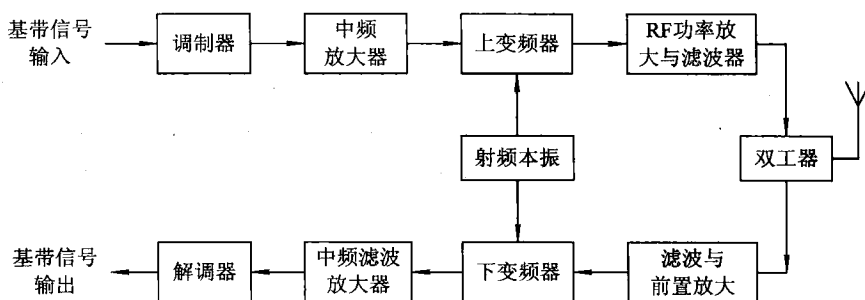 基带信号
输入
调制器
中频
放大器
上变频器
RF功率放
大与滤波器
射频本振
双工器
基带信号
输出
解调器
中频滤波
放大器
下变频器
滤波与
前置放大